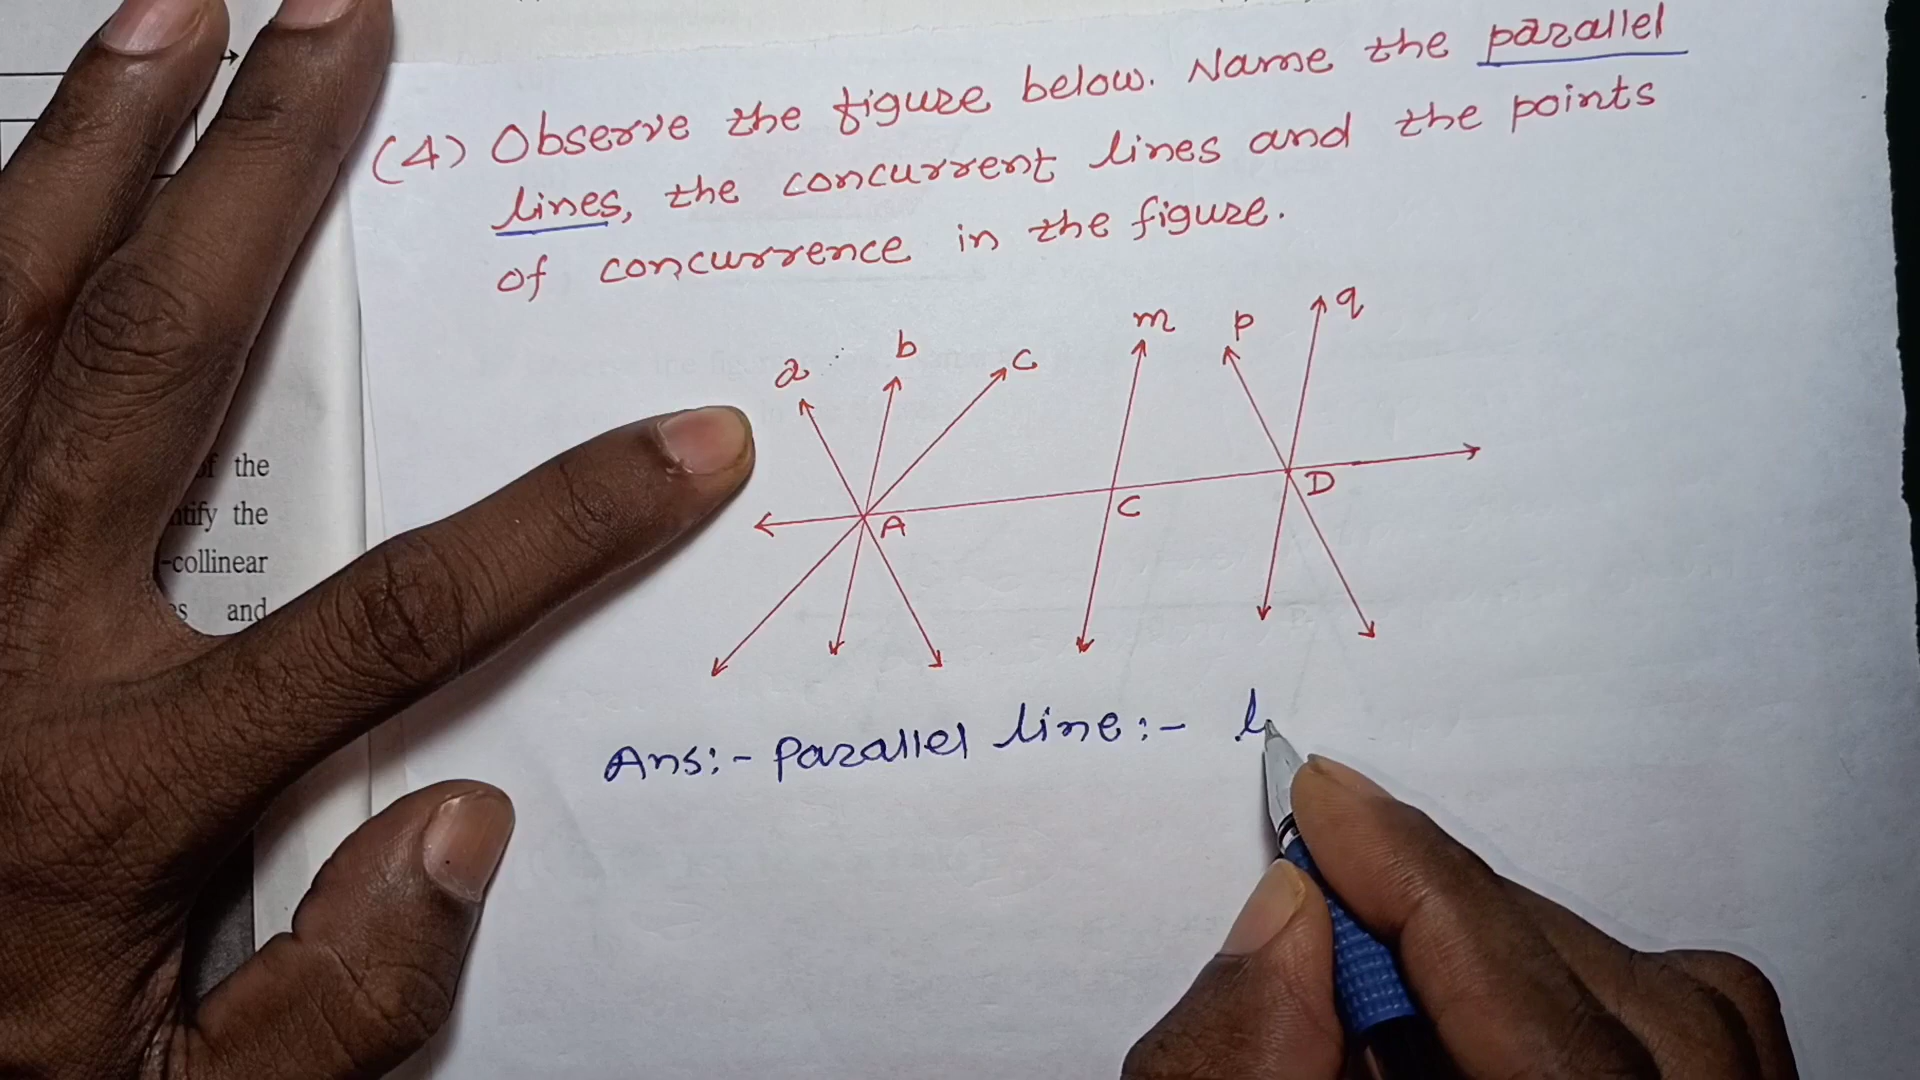 (4) Observe the figure below. Name the parallel
lines, the concurrent lines and the points
of concurrence in the figure.
a b c m p q
A C D
of the
the
-collinear
and
Ans:- Parallel line:-